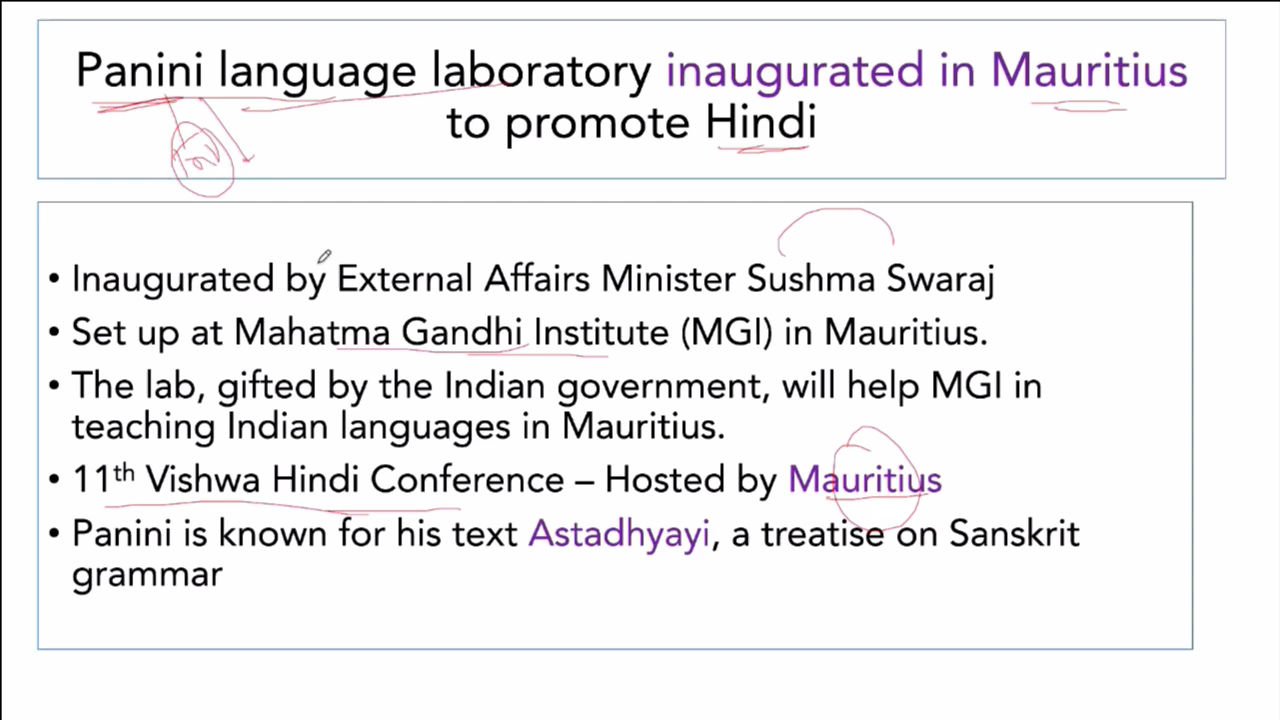 Panini language laboratory inaugurated in Mauritius
to promote Hindi
• Inaugurated by External Affairs Minister Sushma Swaraj
• Set up at Mahatma Gandhi Institute (MGI) in Mauritius.
• The lab, gifted by the Indian government, will help MGI in
teaching Indian languages in Mauritius.
• 11th Vishwa Hindi Conference – Hosted by Mauritius
• Panini is known for his text Astadhyayi, a treatise on Sanskrit
grammar